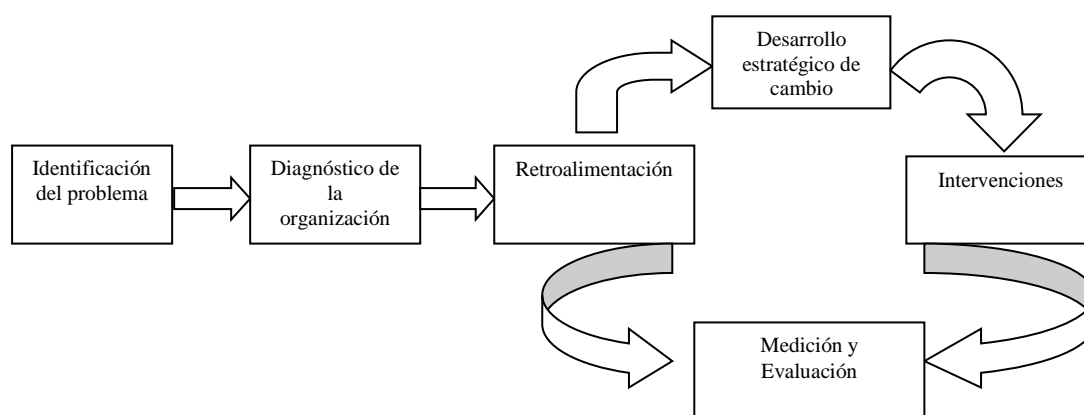 Identificación
del problema
Diagnóstico de
la
organización
Retroalimentación
Desarrollo
estratégico de
cambio
Intervenciones
Medición y
Evaluación